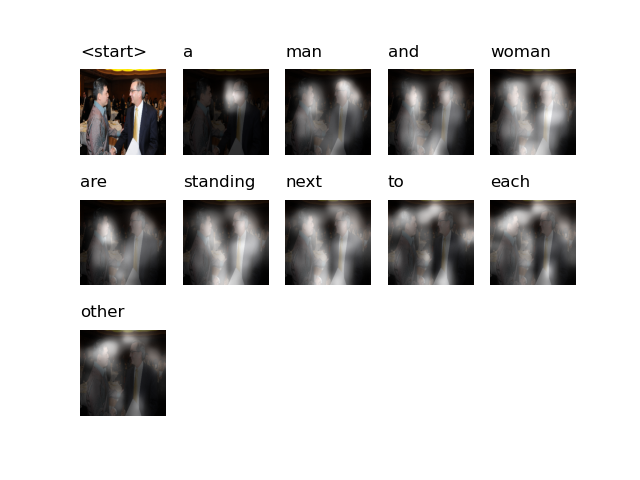 <start> a man and woman
are standing next to each
other